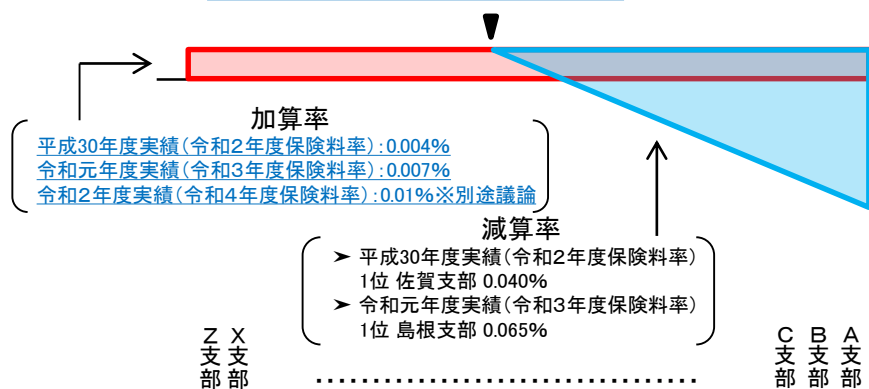 ▼
加算率
平成30年度実績(令和2年度保険料率):0.004%
令和元年度実績(令和3年度保険料率):0.007%
令和2年度実績(令和4年度保険料率):0.01%※別途議論
減算率
➤ 平成30年度実績(令和2年度保険料率)
1位 佐賀支部 0.040%
➤ 令和元年度実績(令和3年度保険料率)
1位 島根支部 0.065%
Z支部
X支部
‥‥‥‥‥‥‥‥‥‥‥‥‥
C支部
B支部
A支部